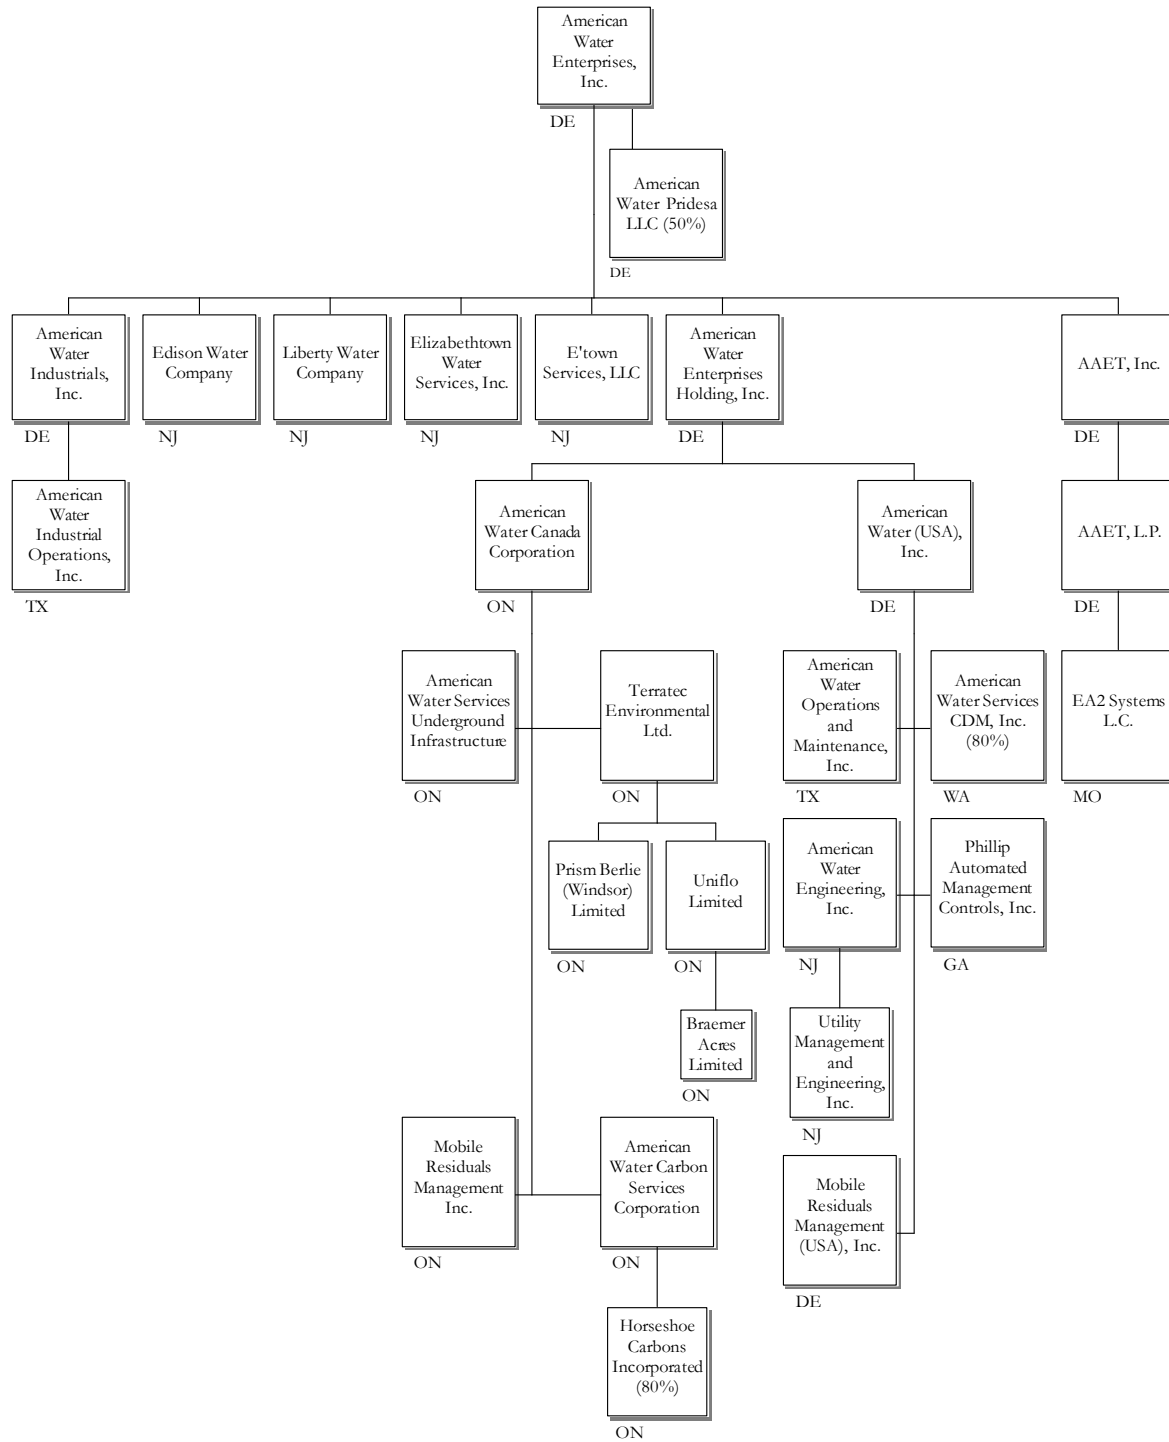 American
Water
Enterprises,
Inc.
DE
American
Water Pridesa
LLC (50%)
DE
American
Water
Industrials,
Inc.
DE
Edison Water
Company
NJ
Liberty Water
Company
NJ
Elizabethtown
Water
Services, Inc.
NJ
E'town
Services, LLC
NJ
American
Water
Enterprises
Holding, Inc.
DE
AAET, Inc.
DE
American
Water
Industrial
Operations,
Inc.
TX
American
Water Canada
Corporation
ON
American
Water (USA),
Inc.
DE
AAET, L.P.
DE
American
Water Services
Underground
Infrastructure
ON
Terratec
Environmental
Ltd.
ON
American
Water
Operations
and
Maintenance,
Inc.
TX
American
Water Services
CDM, Inc.
(80%)
WA
EA2 Systems
L.C.
MO
Prism Berlie
(Windsor)
Limited
ON
Uniflo
Limited
ON
American
Water
Engineering,
Inc.
NJ
Phillip
Automated
Management
Controls, Inc.
GA
Braemer
Acres
Limited
ON
Utility
Management
and
Engineering,
Inc.
NJ
Mobile
Residuals
Management
Inc.
ON
American
Water Carbon
Services
Corporation
ON
Mobile
Residuals
Management
(USA), Inc.
DE
Horseshoe
Carbons
Incorporated
(80%)
ON